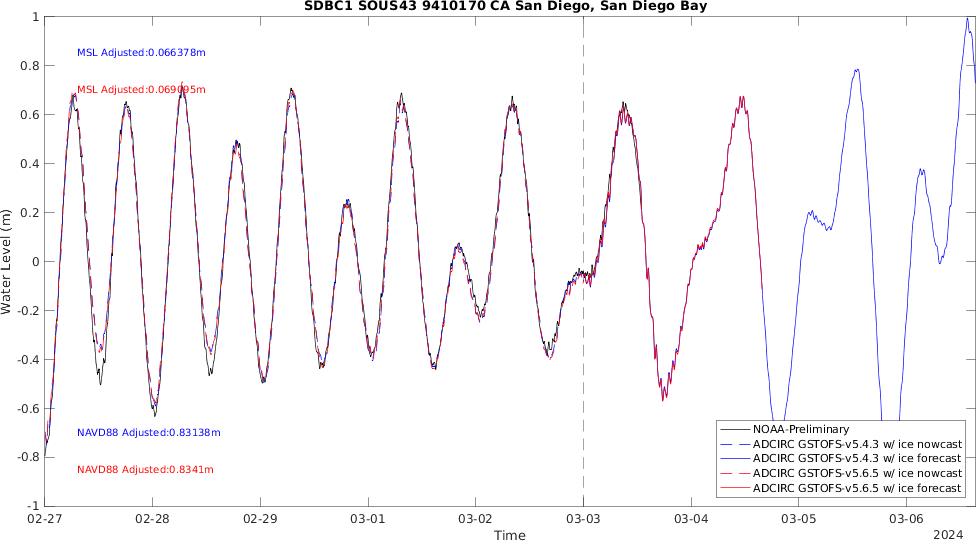 SDBC1 SOUS43 9410170 CA San Diego, San Diego Bay
1
0.8
0.6
0.4
0.2
0
-0.2
-0.4
-0.6
-0.8
-1
Water Level (m)
MSL Adjusted:0.066378m
MSL Adjusted:0.069095m
NAVD88 Adjusted:0.83138m
NAVD88 Adjusted:0.8341m
NOAA-Preliminary
ADCIRC GSTOFS-v5.4.3 w/ ice nowcast
ADCIRC GSTOFS-v5.4.3 w/ ice forecast
ADCIRC GSTOFS-v5.6.5 w/ ice nowcast
ADCIRC GSTOFS-v5.6.5 w/ ice forecast
02-27 02-28 02-29 03-01 03-02 03-03 03-04 03-05 03-06
Time
2024